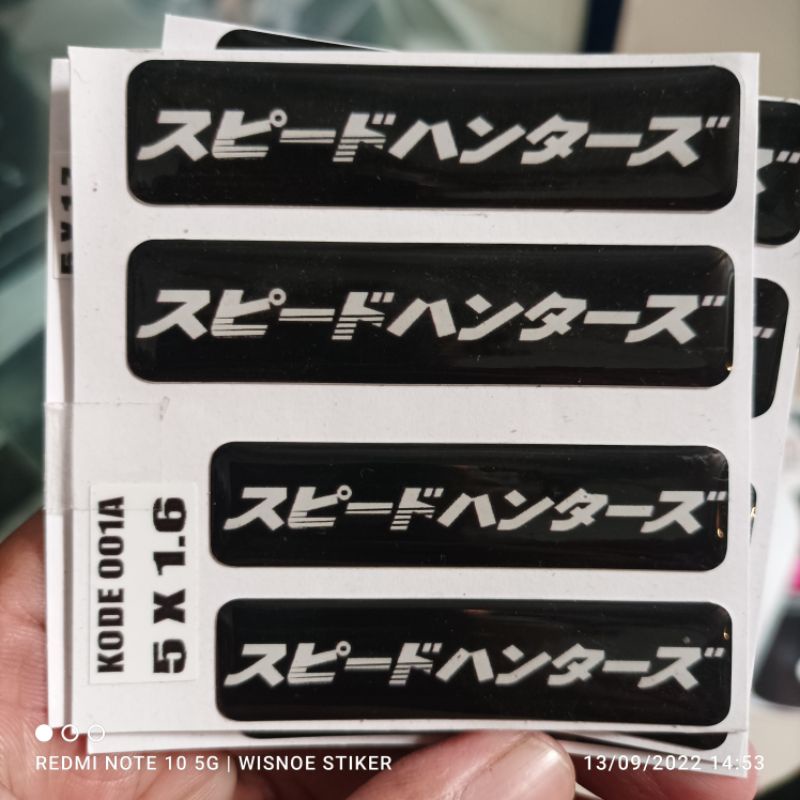 スピードハンターズ
スピードハンターズ
スピードハンターズ
スピードハンターズ
KODE 001A
5 X 1.6
REDMI NOTE 10 5G | WISNOE STIKER
13/09/2022 14:53